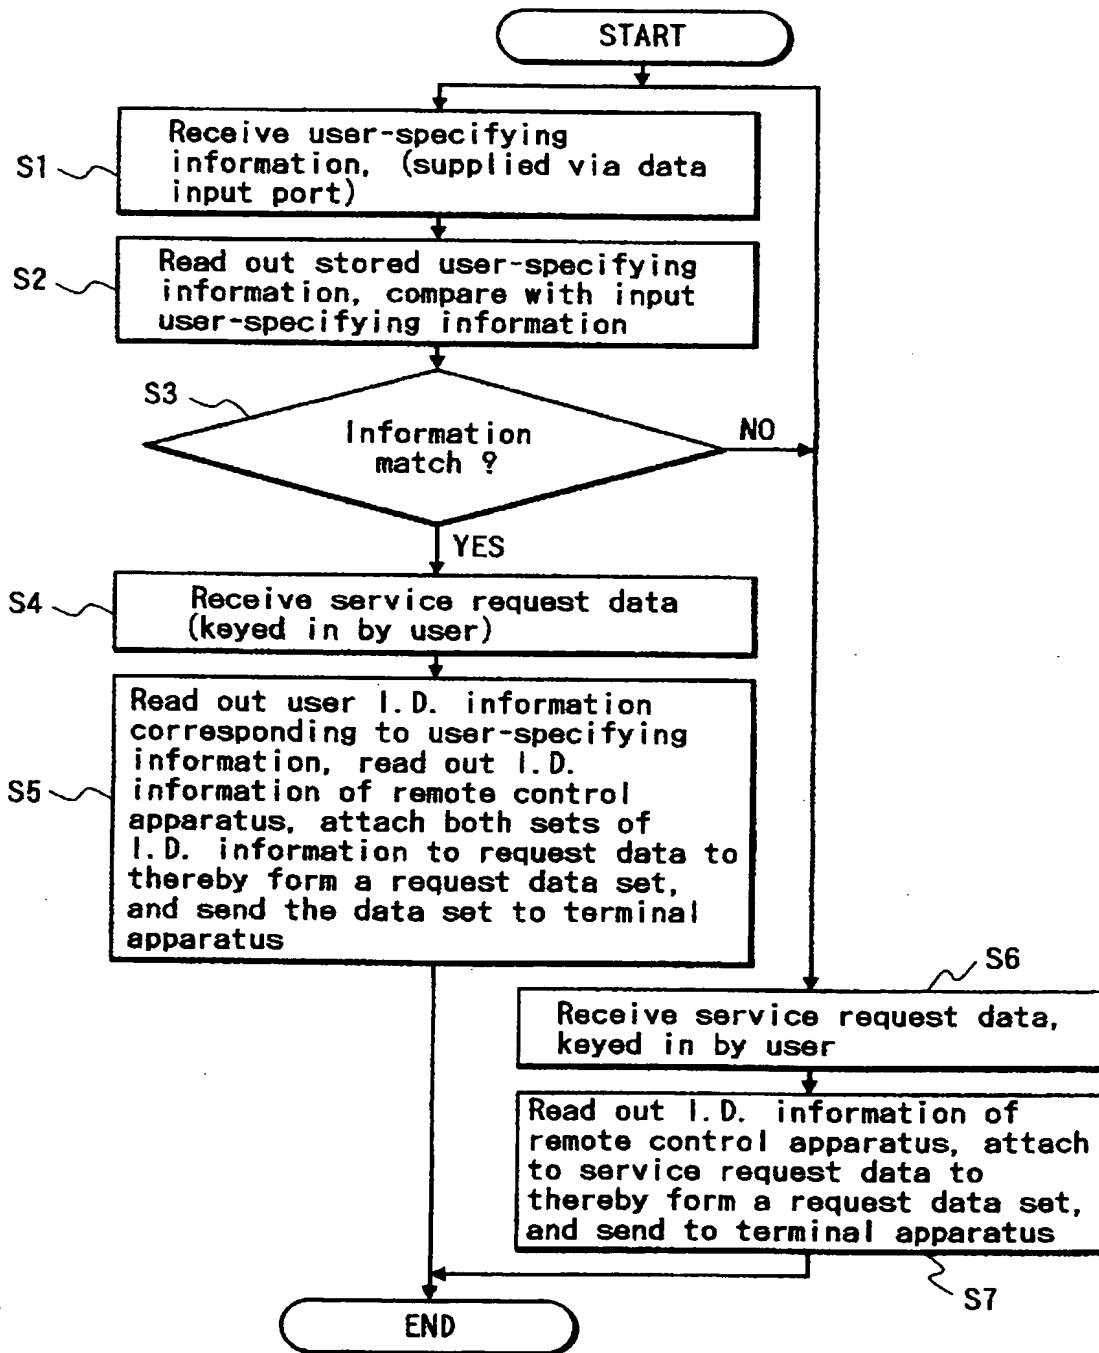 START
S1
Receive user-specifying
information, (supplied via data
input port)
S2
Read out stored user-specifying
information, compare with input
user-specifying information
S3
Information
match ?
NO
YES
S4
Receive service request data
(keyed in by user)
S5
Read out user I.D. information
corresponding to user-specifying
information, read out I.D.
information of remote control
apparatus, attach both sets of
I.D. information to request data to
thereby form a request data set,
and send the data set to terminal
apparatus
S6
Receive service request data,
keyed in by user
Read out I.D. information of
remote control apparatus, attach
to service request data to
thereby form a request data set,
and send to terminal apparatus
S7
END